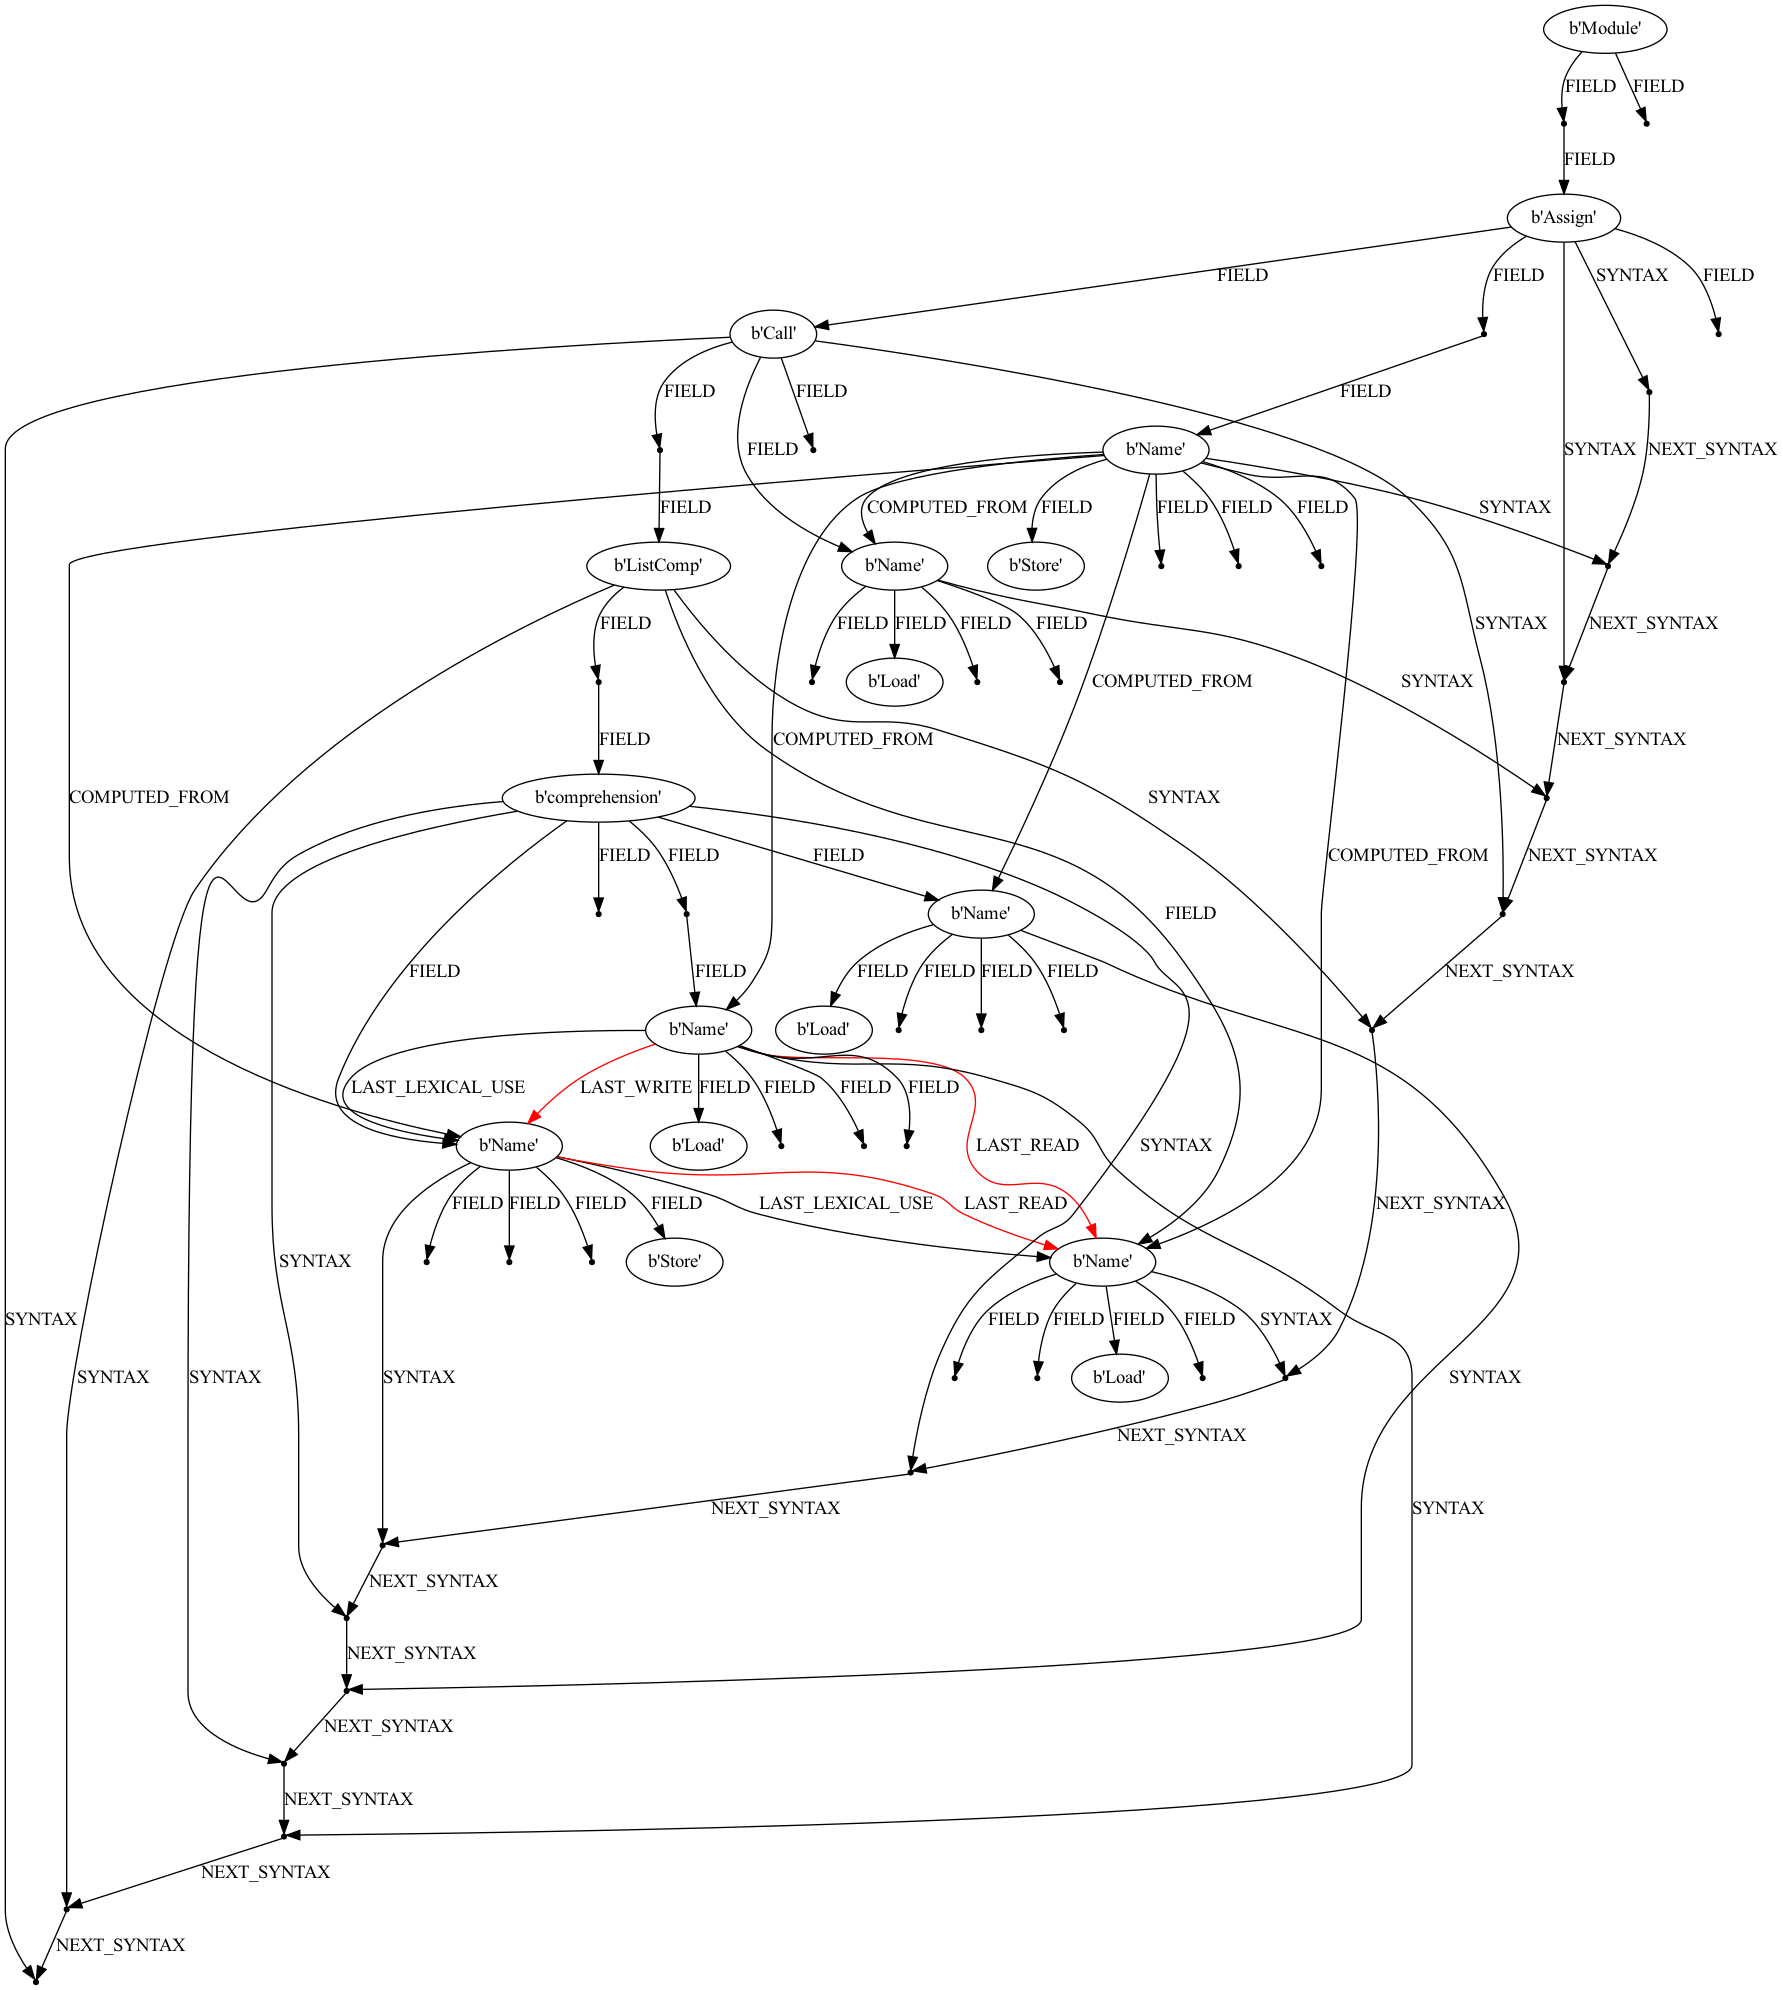 b'Module'
FIELD FIELD
FIELD
b'Assign'
FIELD FIELD SYNTAX FIELD
b'Call'
FIELD FIELD FIELD
FIELD SYNTAX NEXT_SYNTAX
b'Name'
FIELD COMPUTED_FROM FIELD FIELD FIELD FIELD SYNTAX
b'ListComp' b'Name' b'Store'
FIELD FIELD FIELD FIELD FIELD SYNTAX NEXT_SYNTAX
b'Load'
COMPUTED_FROM SYNTAX
FIELD COMPUTED_FROM NEXT_SYNTAX
b'comprehension'
COMPUTED_FROM SYNTAX
FIELD FIELD FIELD COMPUTED_FROM NEXT_SYNTAX
b'Name'
FIELD
FIELD FIELD FIELD FIELD FIELD FIELD NEXT_SYNTAX
b'Name' b'Load'
LAST_LEXICAL_USE LAST_WRITE FIELD FIELD FIELD FIELD
b'Name' b'Load' LAST_READ SYNTAX
FIELD FIELD FIELD FIELD LAST_LEXICAL_USE LAST_READ NEXT_SYNTAX
SYNTAX b'Store' b'Name'
SYNTAX FIELD FIELD FIELD FIELD SYNTAX
SYNTAX SYNTAX SYNTAX b'Load' SYNTAX
NEXT_SYNTAX
NEXT_SYNTAX SYNTAX
NEXT_SYNTAX
NEXT_SYNTAX
NEXT_SYNTAX
NEXT_SYNTAX
NEXT_SYNTAX
NEXT_SYNTAX